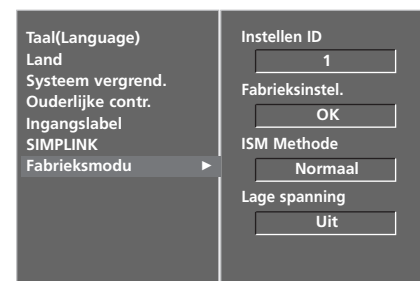 Taal(Language)
Land
Systeem vergrend.
Ouderlijke contr.
Ingangslabel
SIMPLINK
Fabrieksmodu ►
Instellen ID
1
Fabrieksinstel.
OK
ISM Methode
Normaal
Lage spanning
Uit